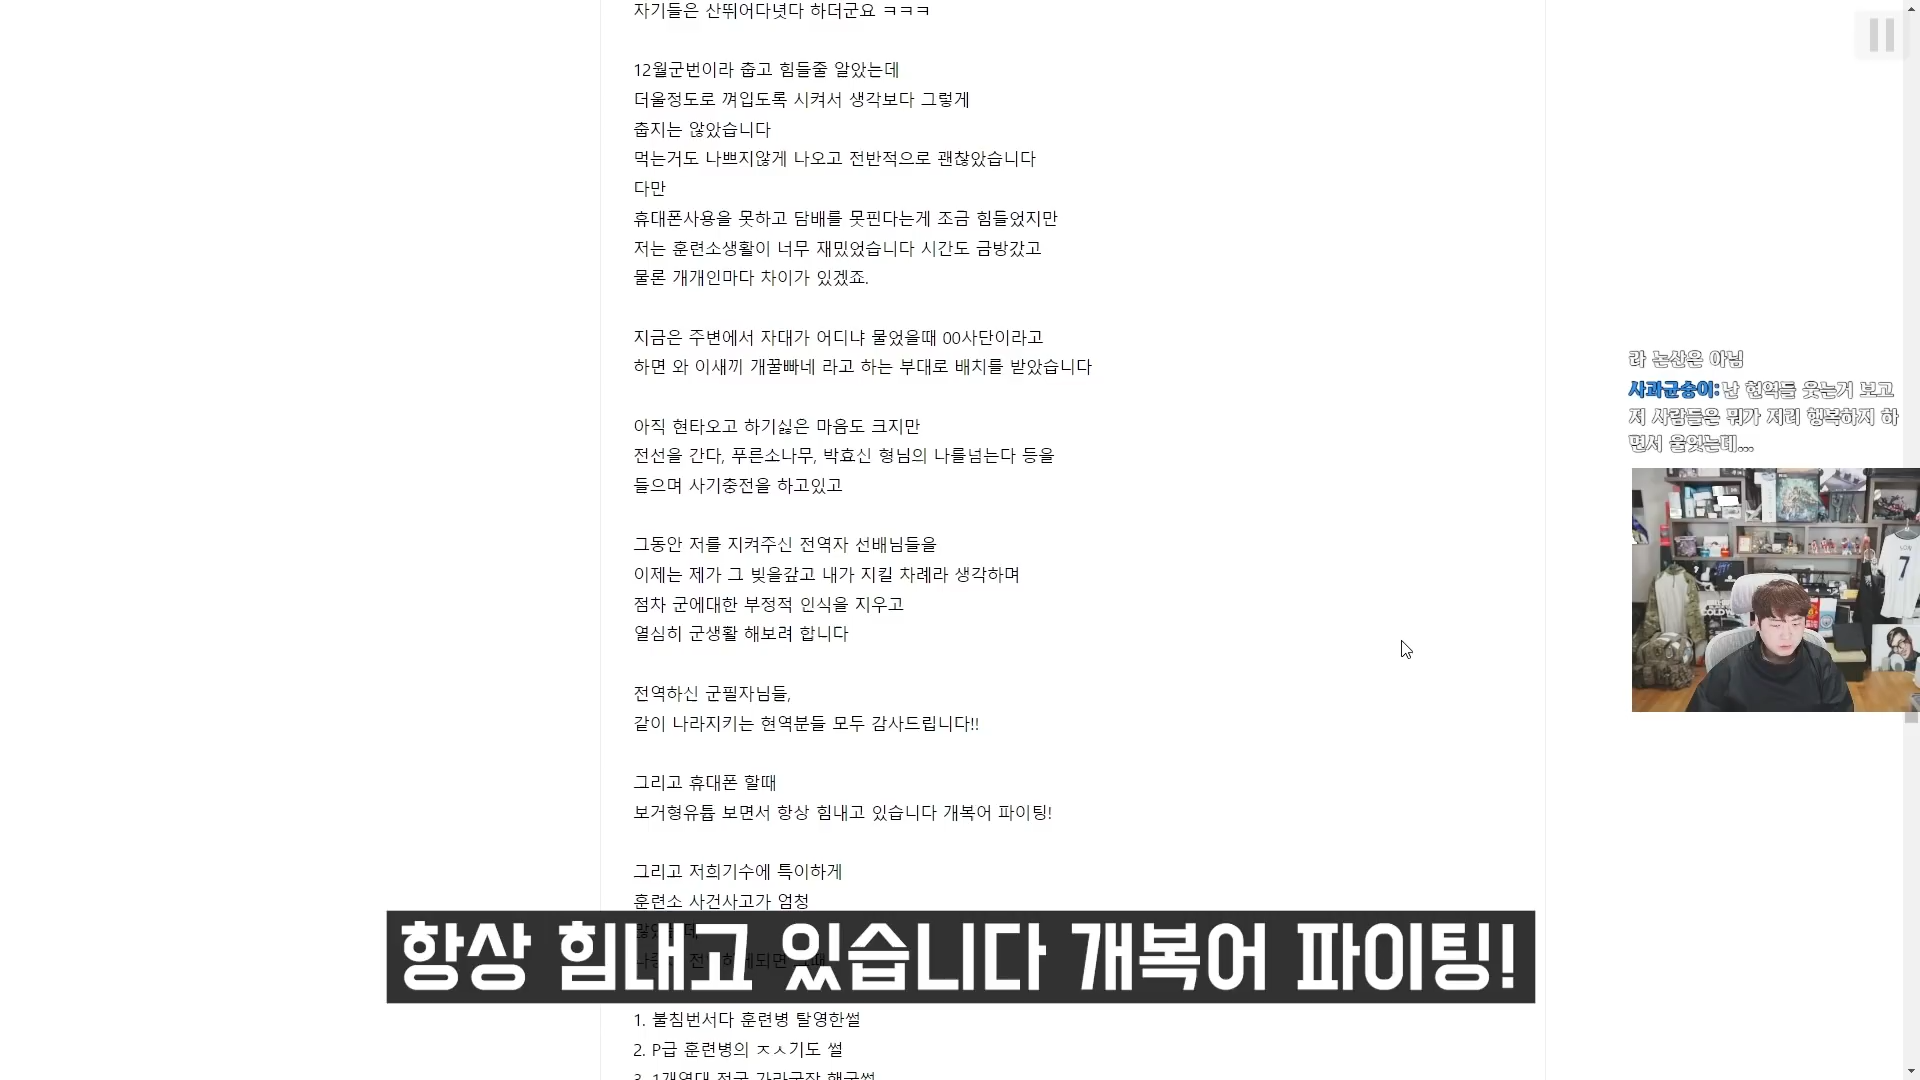 자기들은 산뛰어다녓다 하더군요 ㅋㅋㅋ
12월군번이라 춥고 힘들줄 알았는데
더울정도로 껴입도록 시켜서 생각보다 그렇게
춥지는 않았습니다
먹는거도 나쁘지않게 나오고 전반적으로 괜찮았습니다
다만
휴대폰사용을 못하고 담배를 못핀다는게 조금 힘들었지만
저는 훈련소생활이 너무 재밌었습니다 시간도 금방갔고
물론 개개인마다 차이가 있겠죠.
지금은 주변에서 자대가 어디냐 물었을때 00사단이라고
하면 와 이새끼 개꿀빠네 라고 하는 부대로 배치를 받았습니다
아직 현타오고 하기싫은 마음도 크지만
전선을 간다, 푸른소나무, 박효신 형님의 나를넘는다 등을
들으며 사기충전을 하고있고
그동안 저를 지켜주신 전역자 선배님들을
이제는 제가 그 빚을갚고 내가 지킬 차례라 생각하며
점차 군에대한 부정적 인식을 지우고
열심히 군생활 해보려 합니다
전역하신 군필자님들,
같이 나라지키는 현역분들 모두 감사드립니다!!
그리고 휴대폰 할때
보거형유튭 보면서 항상 힘내고 있습니다 개복어 파이팅!
그리고 저희기수에 특이하게
훈련소 사건사고가 엄청
항상 힘내고 있습니다 개복어 파이팅!
1. 불침번서다 훈련병 탈영한썰
2. P급 훈련병의 ㅈㅅ기도 썰
라 논산은 아님
사과균숭이: 난 현역들 웃는거 보고
저 사람들은 뭐가 저리 행복하지 하
면서 울엇는데...
7